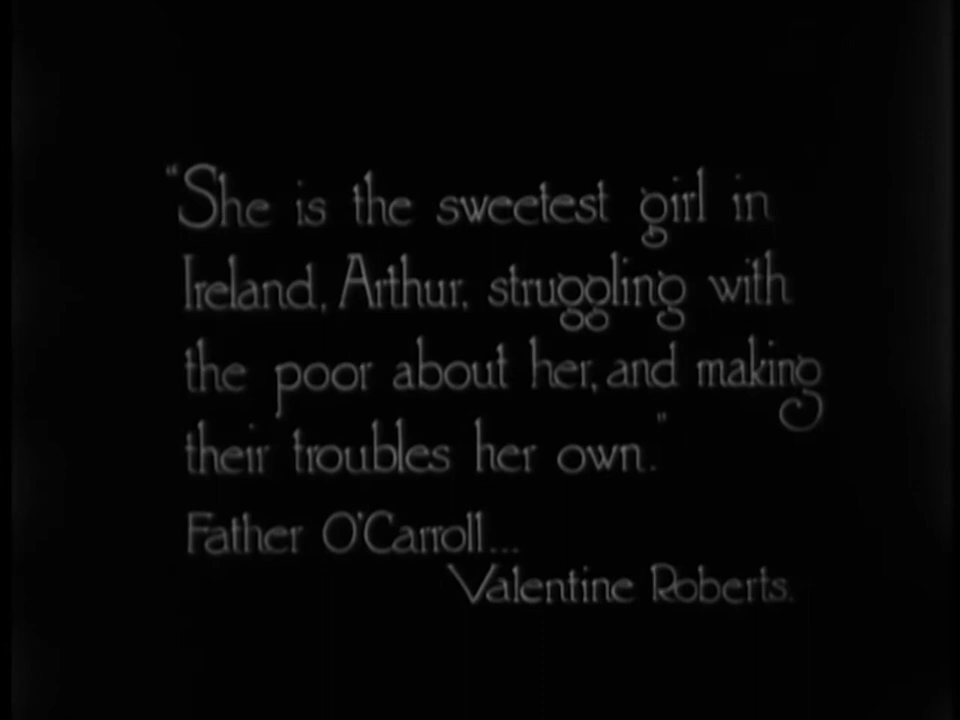 "She is the sweetest girl in
Ireland, Arthur, struggling with
the poor about her, and making
their troubles her own."
Father O'Carroll...
Valentine Roberts.